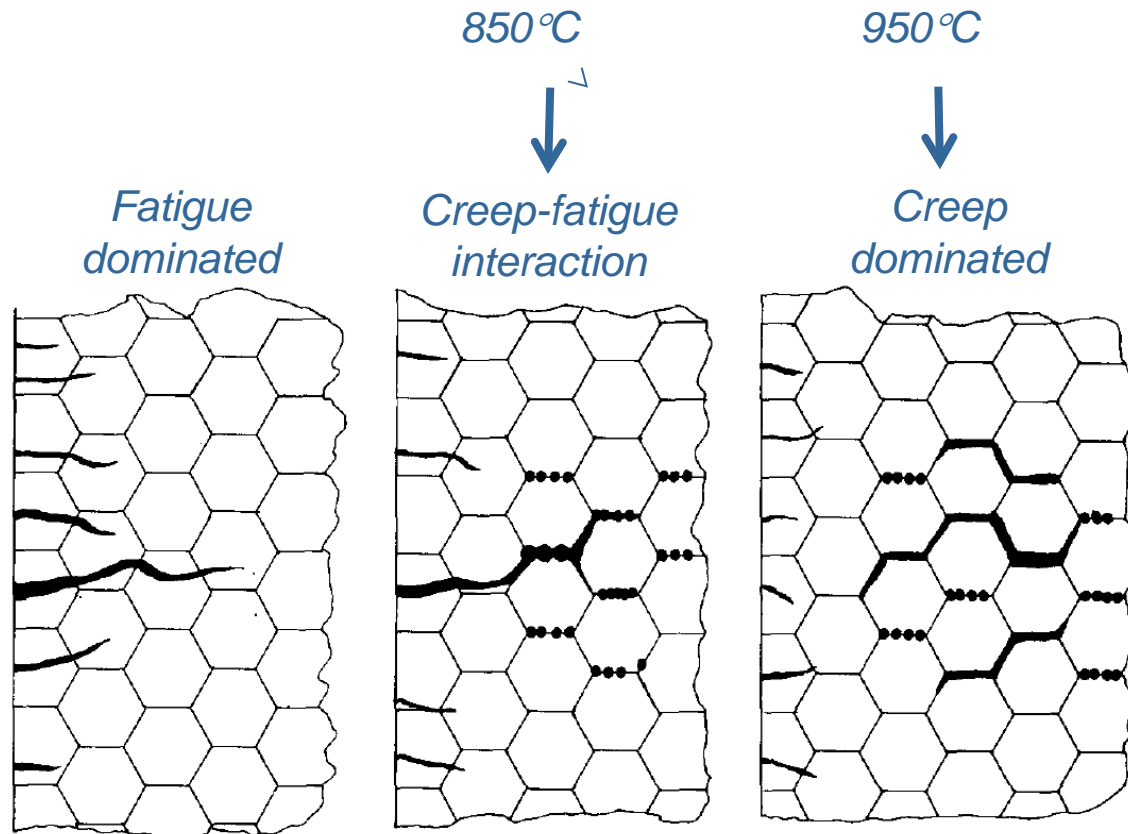 850°C
950°C
Fatigue
dominated
Creep-fatigue
interaction
Creep
dominated